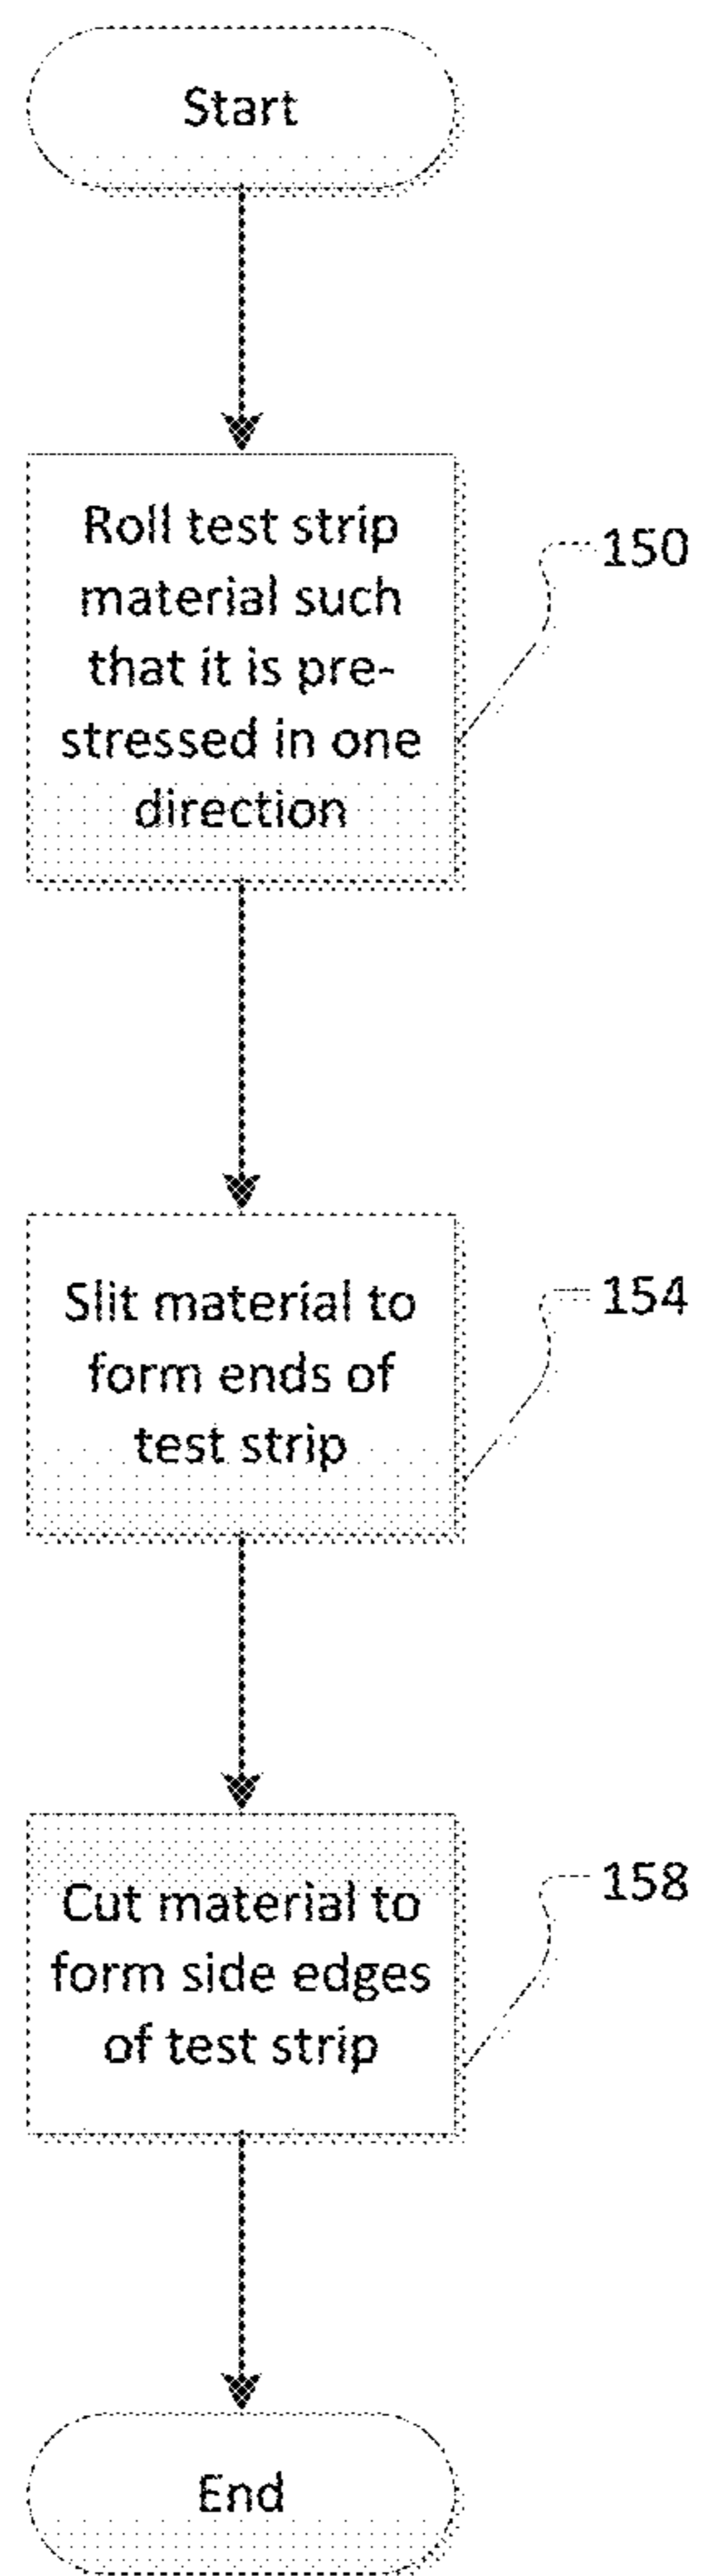 Start
Roll test strip
material such
that it is pre-
stressed in one
direction
150
Slit material to
form ends of
test strip
154
Cut material to
form side edges
of test strip
158
End